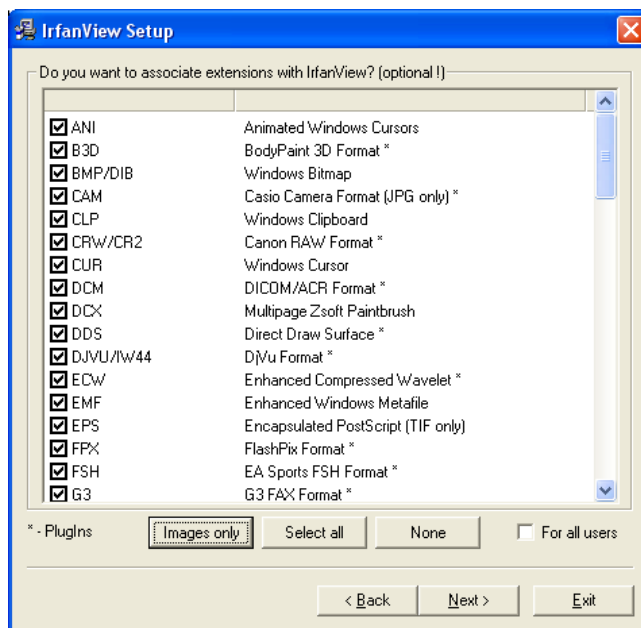 IrfanView Setup
Do you want to associate extensions with IrfanView? (optional !)
ANI Animated Windows Cursors
B3D BodyPaint 3D Format *
BMP/DIB Windows Bitmap
CAM Casio Camera Format (JPG only) *
CLP Windows Clipboard
CRW/CR2 Canon RAW Format *
CUR Windows Cursor
DCM DICOM/ACR Format *
DCX Multipage Zsoft Paintbrush
DDS Direct Draw Surface *
DJVU/IW44 DjVu Format *
ECW Enhanced Compressed Wavelet *
EMF Enhanced Windows Metafile
EPS Encapsulated PostScript (TIF only)
FPX FlashPix Format *
FSH EA Sports FSH Format *
G3 G3 FAX Format *
* - PlugIns Images only Select all None For all users
< Back Next > Exit